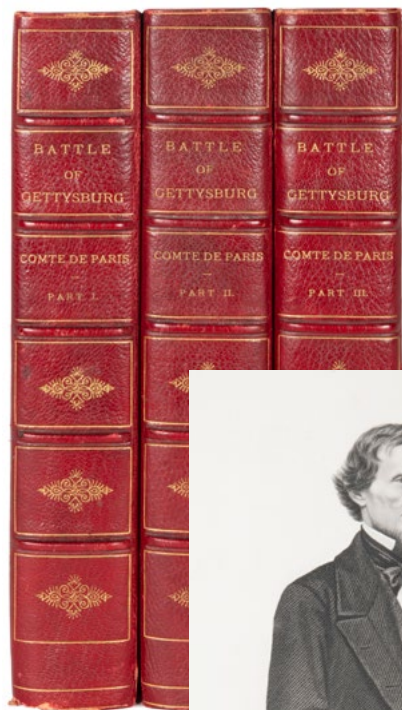 BATTLE
OF
GETTYSBURG
COMTE DE PARIS
PART I.
BATTLE
OF
GETTYSBURG
COMTE DE PARIS
PART II.
BATTLE
OF
GETTYSBURG
COMTE DE PARIS
PART III.